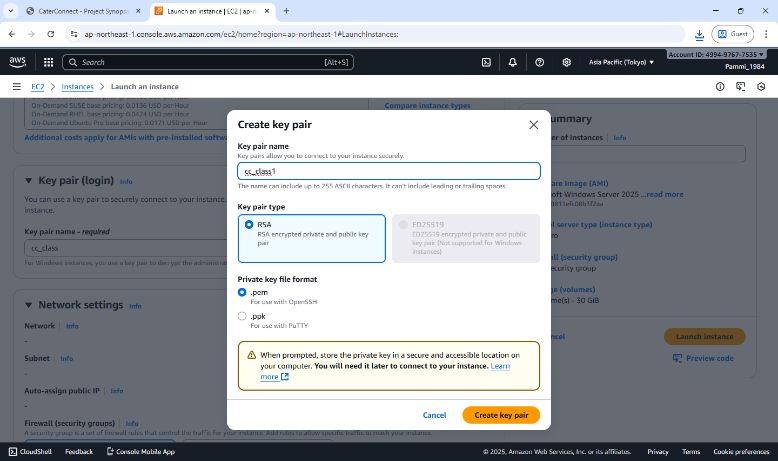 CaterConnect - Project Synopsi
Launch an instance | EC2 | ap-n
ap-northeast-1.console.aws.amazon.com/ec2/home?region=ap-northeast-1#LaunchInstances:
Guest
aws
Search
[Alt+S]
Asia Pacific (Tokyo)
Account ID: 4994-9767-7535
Pammi_1984
EC2
Instances
Launch an instance
On-Demand SUSE base pricing: 0.0136 USD per Hour
On-Demand RHEL base pricing: 0.0424 USD per Hour
On-Demand Ubuntu Pro base pricing: 0.0171 USD per Hour
Additional costs apply for AMIs with pre-installed softwa
Compare instance types
Key pair (login) Info
You can use a key pair to securely connect to your instance.
instance.
Key pair name - required
cc_class
For Windows instances, you use a key pair to decrypt the administra
Network settings Info
Network Info
-
Subnet Info
-
Auto-assign public IP Info
-
Firewall (security groups) Info
A security group is a set of firewall rules that control the traffic for your instance. Add rules to allow specific traffic to reach your instance.
Create key pair
Key pair name
Key pairs allow you to connect to your instance securely.
cc_class1
The name can include up to 255 ASCII characters. It can't include leading or trailing spaces.
Key pair type
RSA
RSA encrypted private and public key
pair
ED25519
ED25519 encrypted private and public
key pair (Not supported for Windows
instances)
Private key file format
.pem
For use with OpenSSH
.ppk
For use with PuTTY
When prompted, store the private key in a secure and accessible location on
your computer. You will need it later to connect to your instance. Learn
more
Cancel
Create key pair
ummary
er of instances Info
are Image (AMI)
soft Windows Server 2025 ...read more
l server type (instance type)
ro
all (security group)
ecurity group
ge (volumes)
me(s) - 30 GiB
ncel
Launch instance
Preview code
CloudShell
Feedback
Console Mobile App
© 2025, Amazon Web Services, Inc. or its affiliates.
Privacy
Terms
Cookie preferences